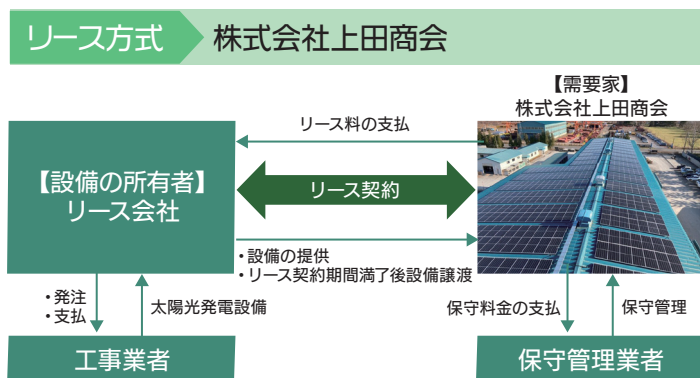 リース方式 株式会社上田商会
【需要家】
株式会社上田商会
リース料の支払
【設備の所有者】
リース会社
リース契約
・設備の提供
・リース契約期間満了後設備譲渡
・発注
・支払
太陽光発電設備
保守料金の支払
保守管理
工事業者
保守管理業者